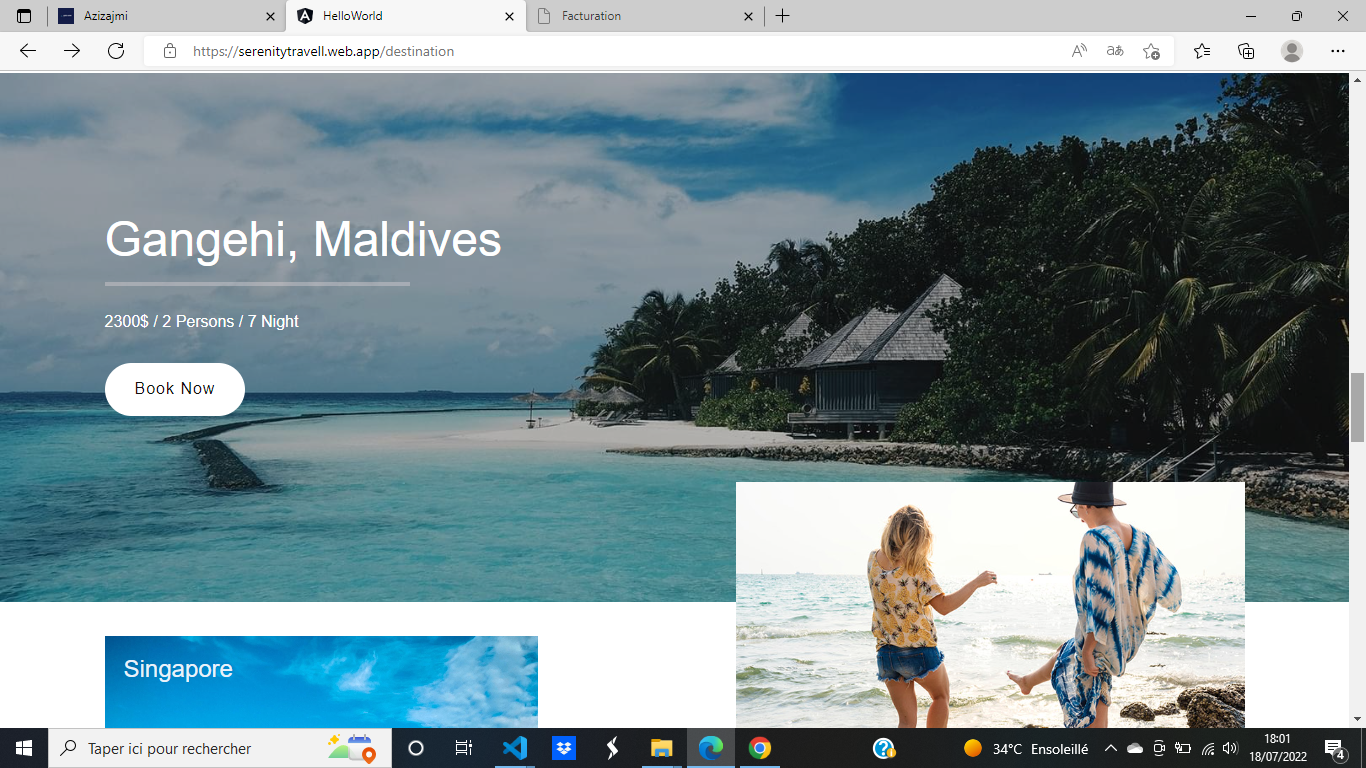 Azizajmi
HelloWorld
Facturation
https://serenitytravell.web.app/destination
Gangehi, Maldives
2300$ / 2 Persons / 7 Night
Book Now
Singapore
Taper ici pour rechercher
34°C Ensoleillé
18:01
18/07/2022
4